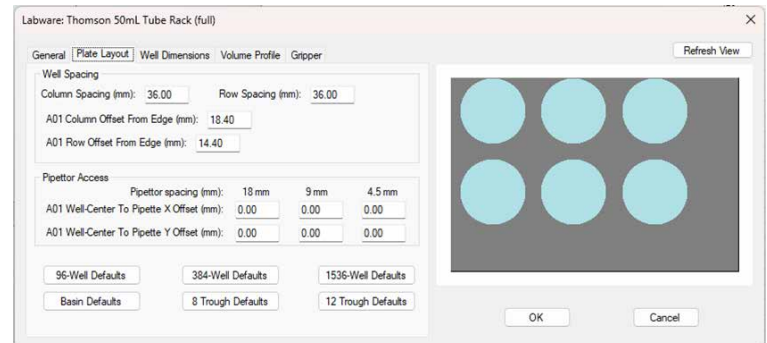 Labware: Thomson 50mL Tube Rack (full)
General Plate Layout Well Dimensions Volume Profile Gripper
Refresh View
Well Spacing
Column Spacing (mm): 36.00 Row Spacing (mm): 36.00
A01 Column Offset From Edge (mm): 18.40
A01 Row Offset From Edge (mm): 14.40
Pipettor Access
Pipettor spacing (mm): 18 mm 9 mm 4.5 mm
A01 Well-Center To Pipette X Offset (mm): 0.00 0.00 0.00
A01 Well-Center To Pipette Y Offset (mm): 0.00 0.00 0.00
96-Well Defaults 384-Well Defaults 1536-Well Defaults
Basin Defaults 8 Trough Defaults 12 Trough Defaults
OK Cancel